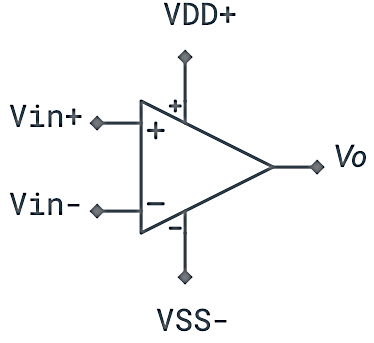 VDD+
+
Vin+
+
Vo
Vin-
-
-
VSS-